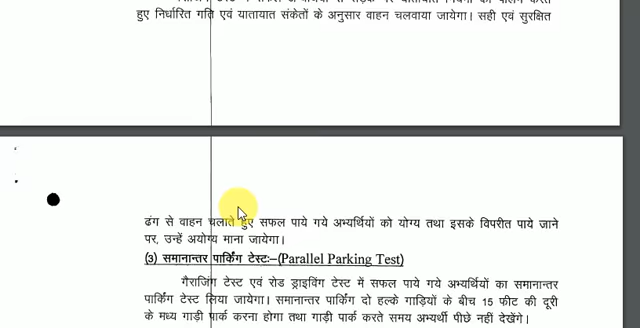 हुए निर्धारित गति एवं यातायात संकेतों के अनुसार वाहन चलवाया जायेगा। सही एवं सुरक्षित
ढंग से वाहन चलाते हुए सफल पाये गये अभ्यर्थियों को योग्य तथा इसके विपरीत पाये जाने
पर, उन्हें अयोग्य माना जायेगा।
(3) समानान्तर पार्किंग टेस्टः–(Parallel Parking Test)
गैराजिंग टेस्ट एवं रोड ड्राइविंग टेस्ट में सफल पाये गये अभ्यर्थियों का समानान्तर
पार्किंग टेस्ट लिया जायेगा। समानान्तर पार्किंग दो हल्के गाड़ियों के बीच 15 फीट की दूरी
के मध्य गाड़ी पार्क करना होगा तथा गाड़ी पार्क करते समय अभ्यर्थी पीछे नहीं देखेंगे।